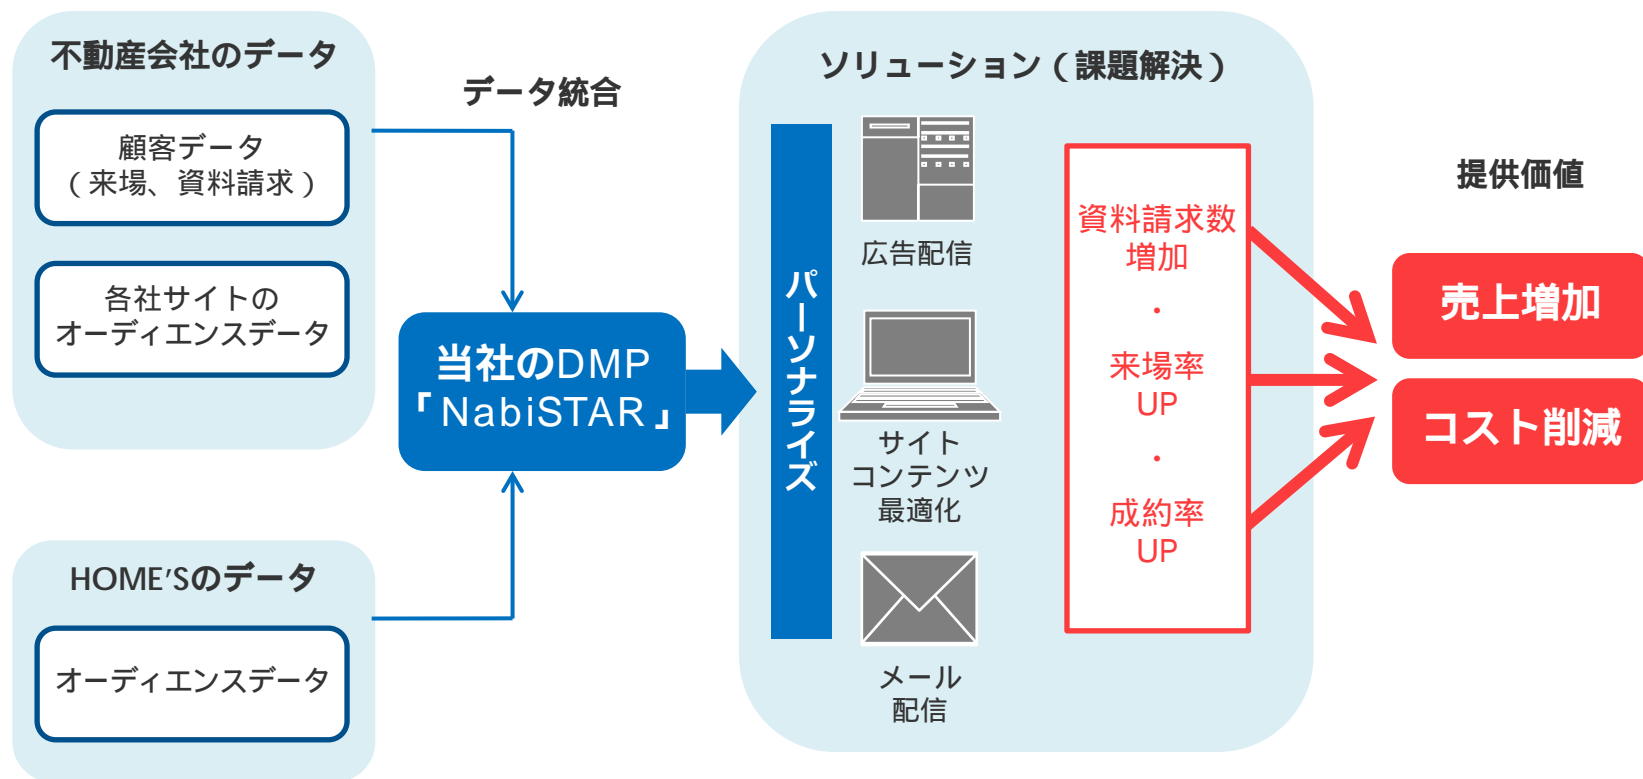 不動産会社のデータ
顧客データ
（来場、資料請求）
各社サイトの
オーディエンスデータ
HOME'Sのデータ
オーディエンスデータ
データ統合
当社のDMP
「NabiSTAR」
ソリューション（課題解決）
パーソナライズ
広告配信
サイト
コンテンツ
最適化
メール
配信
資料請求数
増加
・
来場率
UP
・
成約率
UP
提供価値
売上増加
コスト削減